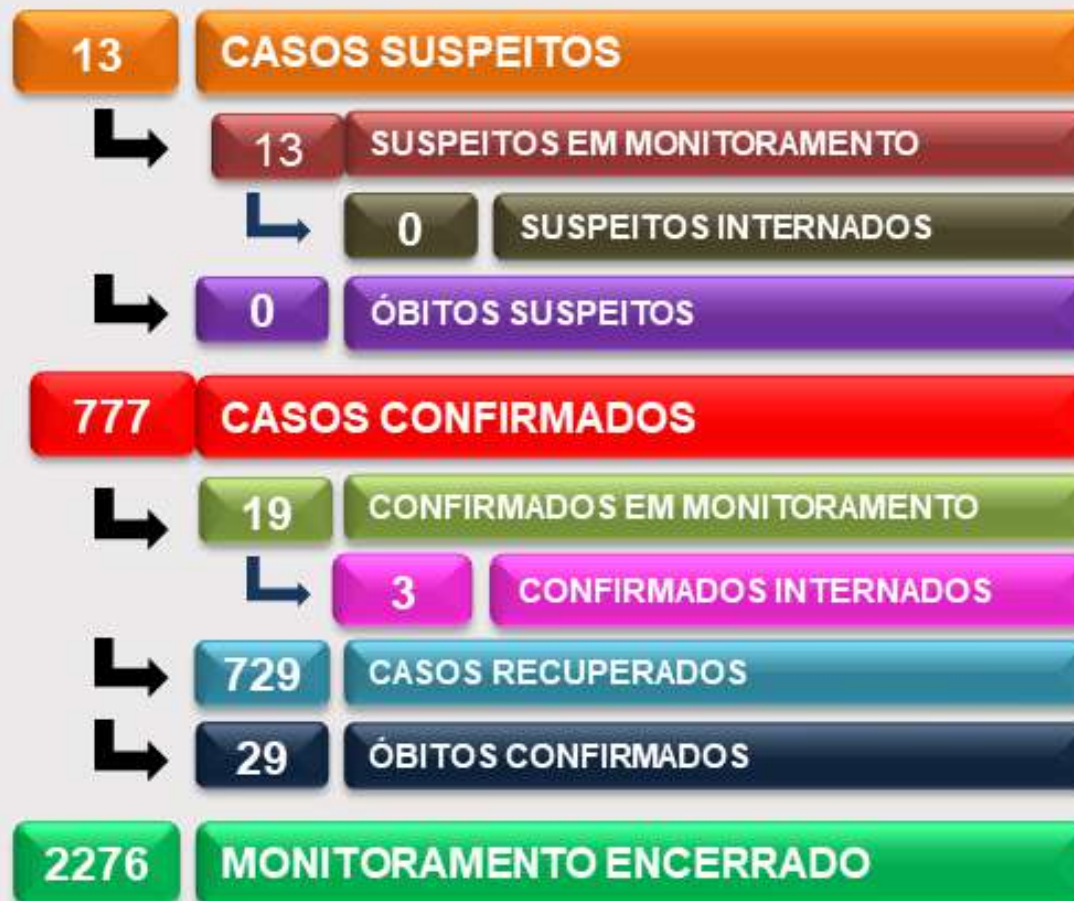 13 CASOS SUSPEITOS
13 SUSPEITOS EM MONITORAMENTO
0 SUSPEITOS INTERNADOS
0 ÓBITOS SUSPEITOS
777 CASOS CONFIRMADOS
19 CONFIRMADOS EM MONITORAMENTO
3 CONFIRMADOS INTERNADOS
729 CASOS RECUPERADOS
29 ÓBITOS CONFIRMADOS
2276 MONITORAMENTO ENCERRADO